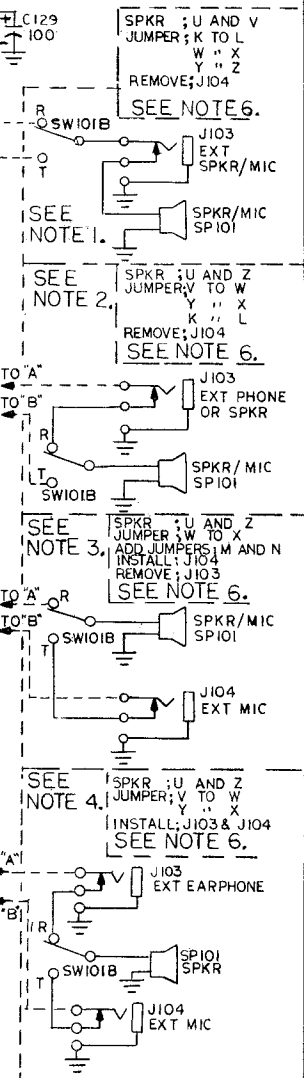 C129
100
SPKR ; U AND V
JUMPER; K TO L
W " X
Y " Z
REMOVE; J104
SEE NOTE 6.
R
SW101B
T
J103
EXT
SPKR/MIC
SEE
NOTE 1.
SPKR/MIC
SP101
SEE
NOTE 2.
SPKR ; U AND Z
JUMPER; V TO W
Y " X
K " L
REMOVE; J104
SEE NOTE 6.
TO "A"
TO "B"
J103
EXT PHONE
OR SPKR
R
T
SW101B
SPKR/MIC
SP101
SEE
NOTE 3.
SPKR ; U AND Z
JUMPER; W TO X
ADD JUMPERS; M AND N
INSTALL; J104
REMOVE; J103
SEE NOTE 6.
TO "A"
TO "B"
R
T
SW101B
SPKR/MIC
SP101
J104
EXT MIC
SEE
NOTE 4.
SPKR ; U AND Z
JUMPER; V TO W
Y " X
INSTALL; J103 & J104
SEE NOTE 6.
"A"
"B"
J103
EXT EARPHONE
R
T
SW101B
SP101
SPKR
J104
EXT MIC